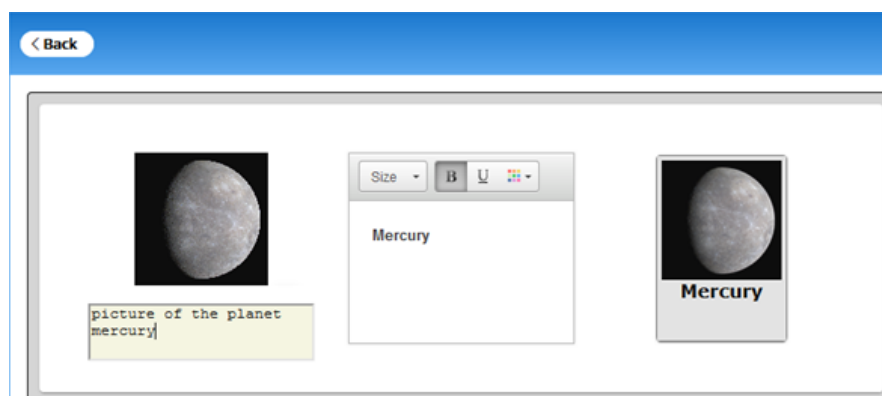 Back
picture of the planet
mercury
Size
B U
Mercury
Mercury